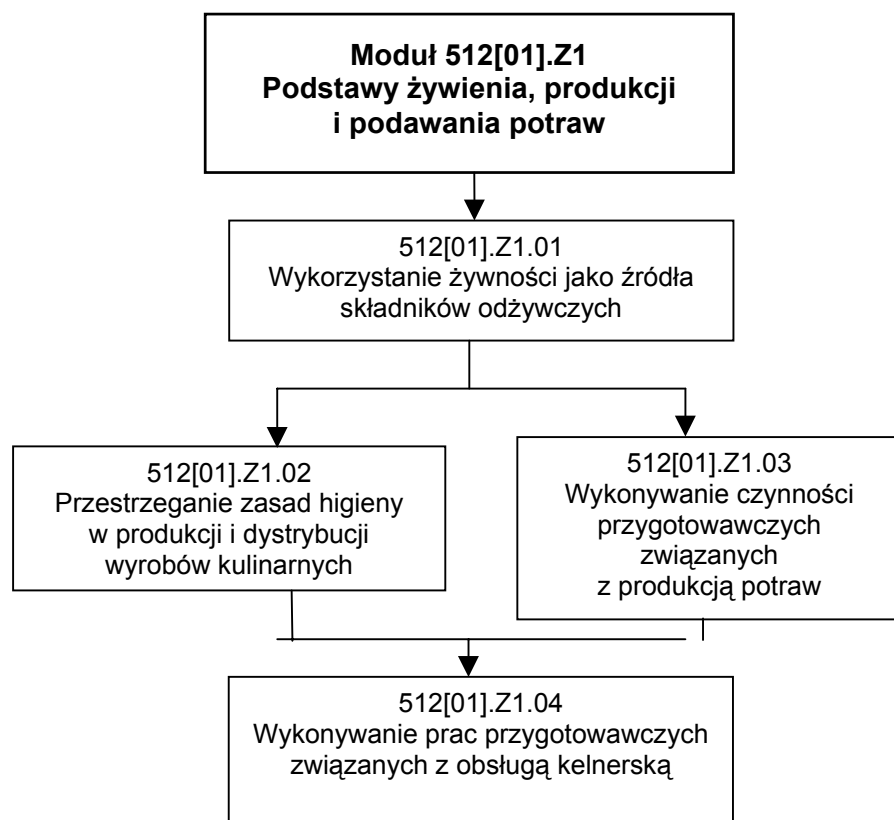 Moduł 512[01].Z1
Podstawy żywienia, produkcji
i podawania potraw
512[01].Z1.01
Wykorzystanie żywności jako źródła
składników odżywczych
512[01].Z1.02
Przestrzeganie zasad higieny
w produkcji i dystrybucji
wyrobów kulinarnych
512[01].Z1.03
Wykonywanie czynności
przygotowawczych
związanych
z produkcją potraw
512[01].Z1.04
Wykonywanie prac przygotowawczych
związanych z obsługą kelnerską